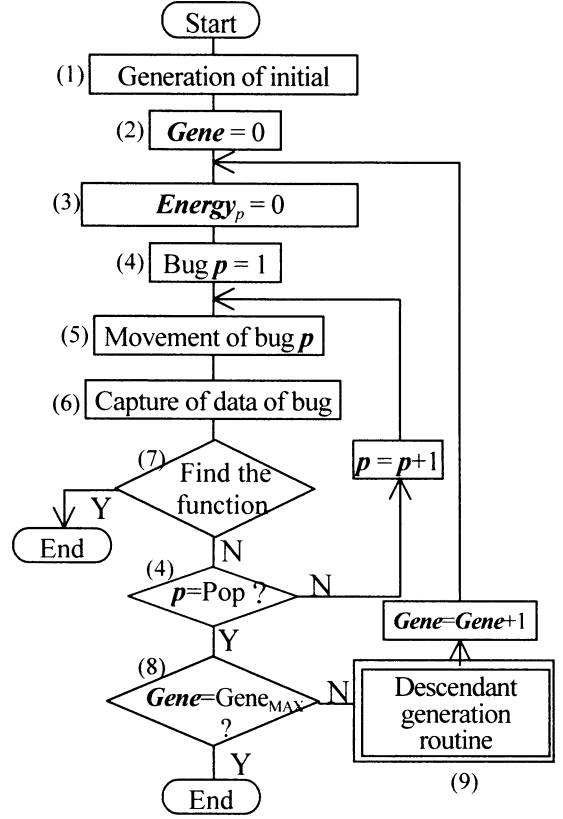 Start
(1) Generation of initial
(2) Gene = 0
(3) Energyp = 0
(4) Bug p = 1
(5) Movement of bug p
(6) Capture of data of bug
(7)
Find the
function
p = p+1
Y
End
N
(4)
p=Pop ?
N
Y
Gene=Gene+1
(8)
Gene=GeneMAX
?
N
Descendant
generation
routine
(9)
Y
End